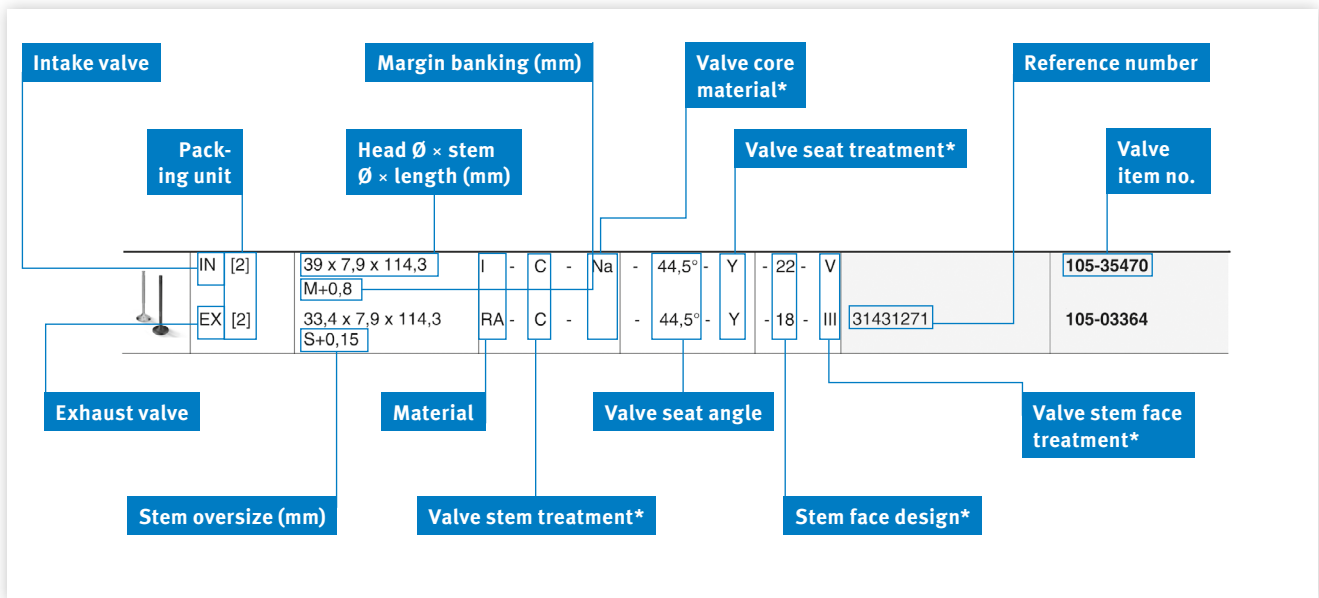 Intake valve
Margin banking (mm)
Valve core
material*
Reference number
Pack-
ing unit
Head Ø × stem
Ø × length (mm)
Valve seat treatment*
Valve
item no.
IN [2] 39 x 7,9 x 114,3 I - C - Na - 44,5° - Y - 22 - V 105-35470
M+0,8
EX [2] 33,4 x 7,9 x 114,3 RA - C - - 44,5° - Y - 18 - III 31431271 105-03364
S+0,15
Exhaust valve
Material
Valve seat angle
Valve stem face
treatment*
Stem oversize (mm)
Valve stem treatment*
Stem face design*